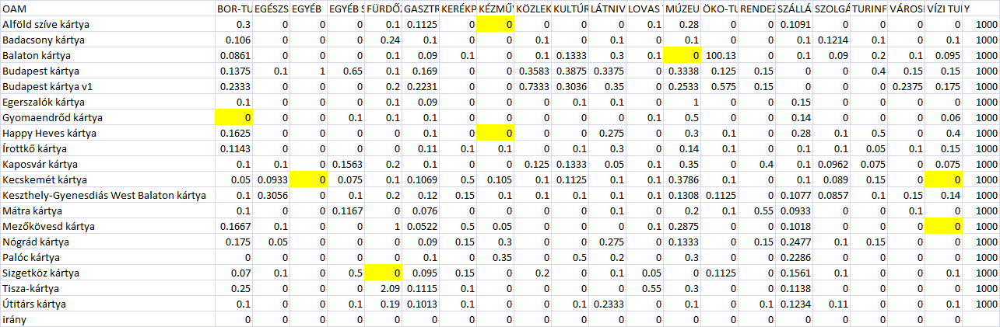 OAM BOR-TU EGÉSZS EGYÉB EGYÉB S FÜRDŐZ GASZTR KERÉKP KÉZMŰV KÖZLEK KULTÚR LÁTNIV LOVAS MÚZEU ÖKO-TU RENDEZ SZÁLLÁ SZOLGÁ TURINF VÁROSI VÍZI TUI Y
Alföld szíve kártya 0.3 0 0 0 0.1 0.1125 0 0 0 0 0 0.1 0.28 0 0 0.1091 0 0 0 0 1000
Badacsony kártya 0.106 0 0 0 0.24 0.1 0.1 0 0.1 0 0.1 0 0.1 0 0 0.1 0.1214 0.1 0 0.1 1000
Balaton kártya 0.0861 0 0 0 0.1 0.09 0.1 0 0.1 0.1333 0.3 0.1 0 100.13 0 0.1 0.09 0.2 0.1 0.095 1000
Budapest kártya 0.1375 0.1 1 0.65 0.1 0.169 0 0 0.3583 0.3875 0.3375 0 0.3338 0.125 0.15 0 0 0.4 0.15 0.15 1000
Budapest kártya v1 0.2333 0 0 0 0.2 0.2231 0 0 0.7333 0.3036 0.35 0 0.2533 0.575 0.15 0 0 0 0.2375 0.175 1000
Egerszalók kártya 0.1 0 0 0 0.1 0.09 0 0 0 0.1 0.1 0 1 0 0 0.15 0 0 0 0 1000
Gyomaendrőd kártya 0 0 0 0.1 0.1 0.1 0 0 0 0 0 0.1 0.5 0 0 0.14 0 0 0 0.06 1000
Happy Heves kártya 0.1625 0 0 0 0 0.1 0 0 0 0 0.275 0 0.3 0.1 0 0.28 0.1 0.5 0 0.4 1000
Írottkő kártya 0.1143 0 0 0 0 0.11 0.1 0.1 0 0.1 0.3 0 0.14 0.1 0 0.1 0.1 0.05 0.1 0.15 1000
Kaposvár kártya 0.1 0.1 0 0.1563 0.2 0.1 0 0 0.125 0.1333 0.05 0.1 0.35 0 0.4 0.1 0.0962 0.075 0 0.075 1000
Kecskemét kártya 0.05 0.0933 0 0.075 0.1 0.1069 0.5 0.105 0.1 0.1125 0.1 0.1 0.3786 0.1 0.1 0.1 0.089 0.15 0 0 1000
Keszthely-Gyenesdiás West Balaton kártya 0.1 0.3056 0 0.1 0.2 0.12 0.15 0.1 0.1 0.1 0.1 0.1 0.1308 0.1125 0 0.1077 0.0857 0.1 0.15 0.14 1000
Mátra kártya 0.1 0 0 0.1167 0 0.076 0 0 0 0 0.1 0 0.2 0.1 0.55 0.0933 0 0 0.1 0 1000
Mezőkövesd kártya 0.1667 0.1 0 0 1 0.0522 0.5 0.05 0 0 0 0.1 0.2875 0 0 0.1018 0 0 0 0 1000
Nógrád kártya 0.175 0.05 0 0 0 0.09 0.15 0.3 0 0 0.275 0 0.1333 0 0.15 0.2477 0.1 0.15 0 0 1000
Palóc kártya 0 0 0 0 0 0.1 0 0.35 0 0.5 0.2 0 0.3 0 0 0.2286 0 0 0 0 1000
Sizgetköz kártya 0.07 0.1 0 0.5 0 0.095 0.15 0 0.2 0 0.1 0.05 0 0.1125 0 0.1561 0.1 0 0 0.1 1000
Tisza-kártya 0.25 0 0 0 2.09 0.1115 0.1 0 0 0 0 0.55 0.3 0 0 0.1138 0 0 0 0 1000
Útitárs kártya 0.1 0 0 0.1 0.19 0.1013 0.1 0 0 0.1 0.2333 0 0.1 0 0.1 0.1234 0.11 0 0 0.1 1000
irány 0 0 0 0 0 0 0 0 0 0 0 0 0 0 0 0 0 0 0 0